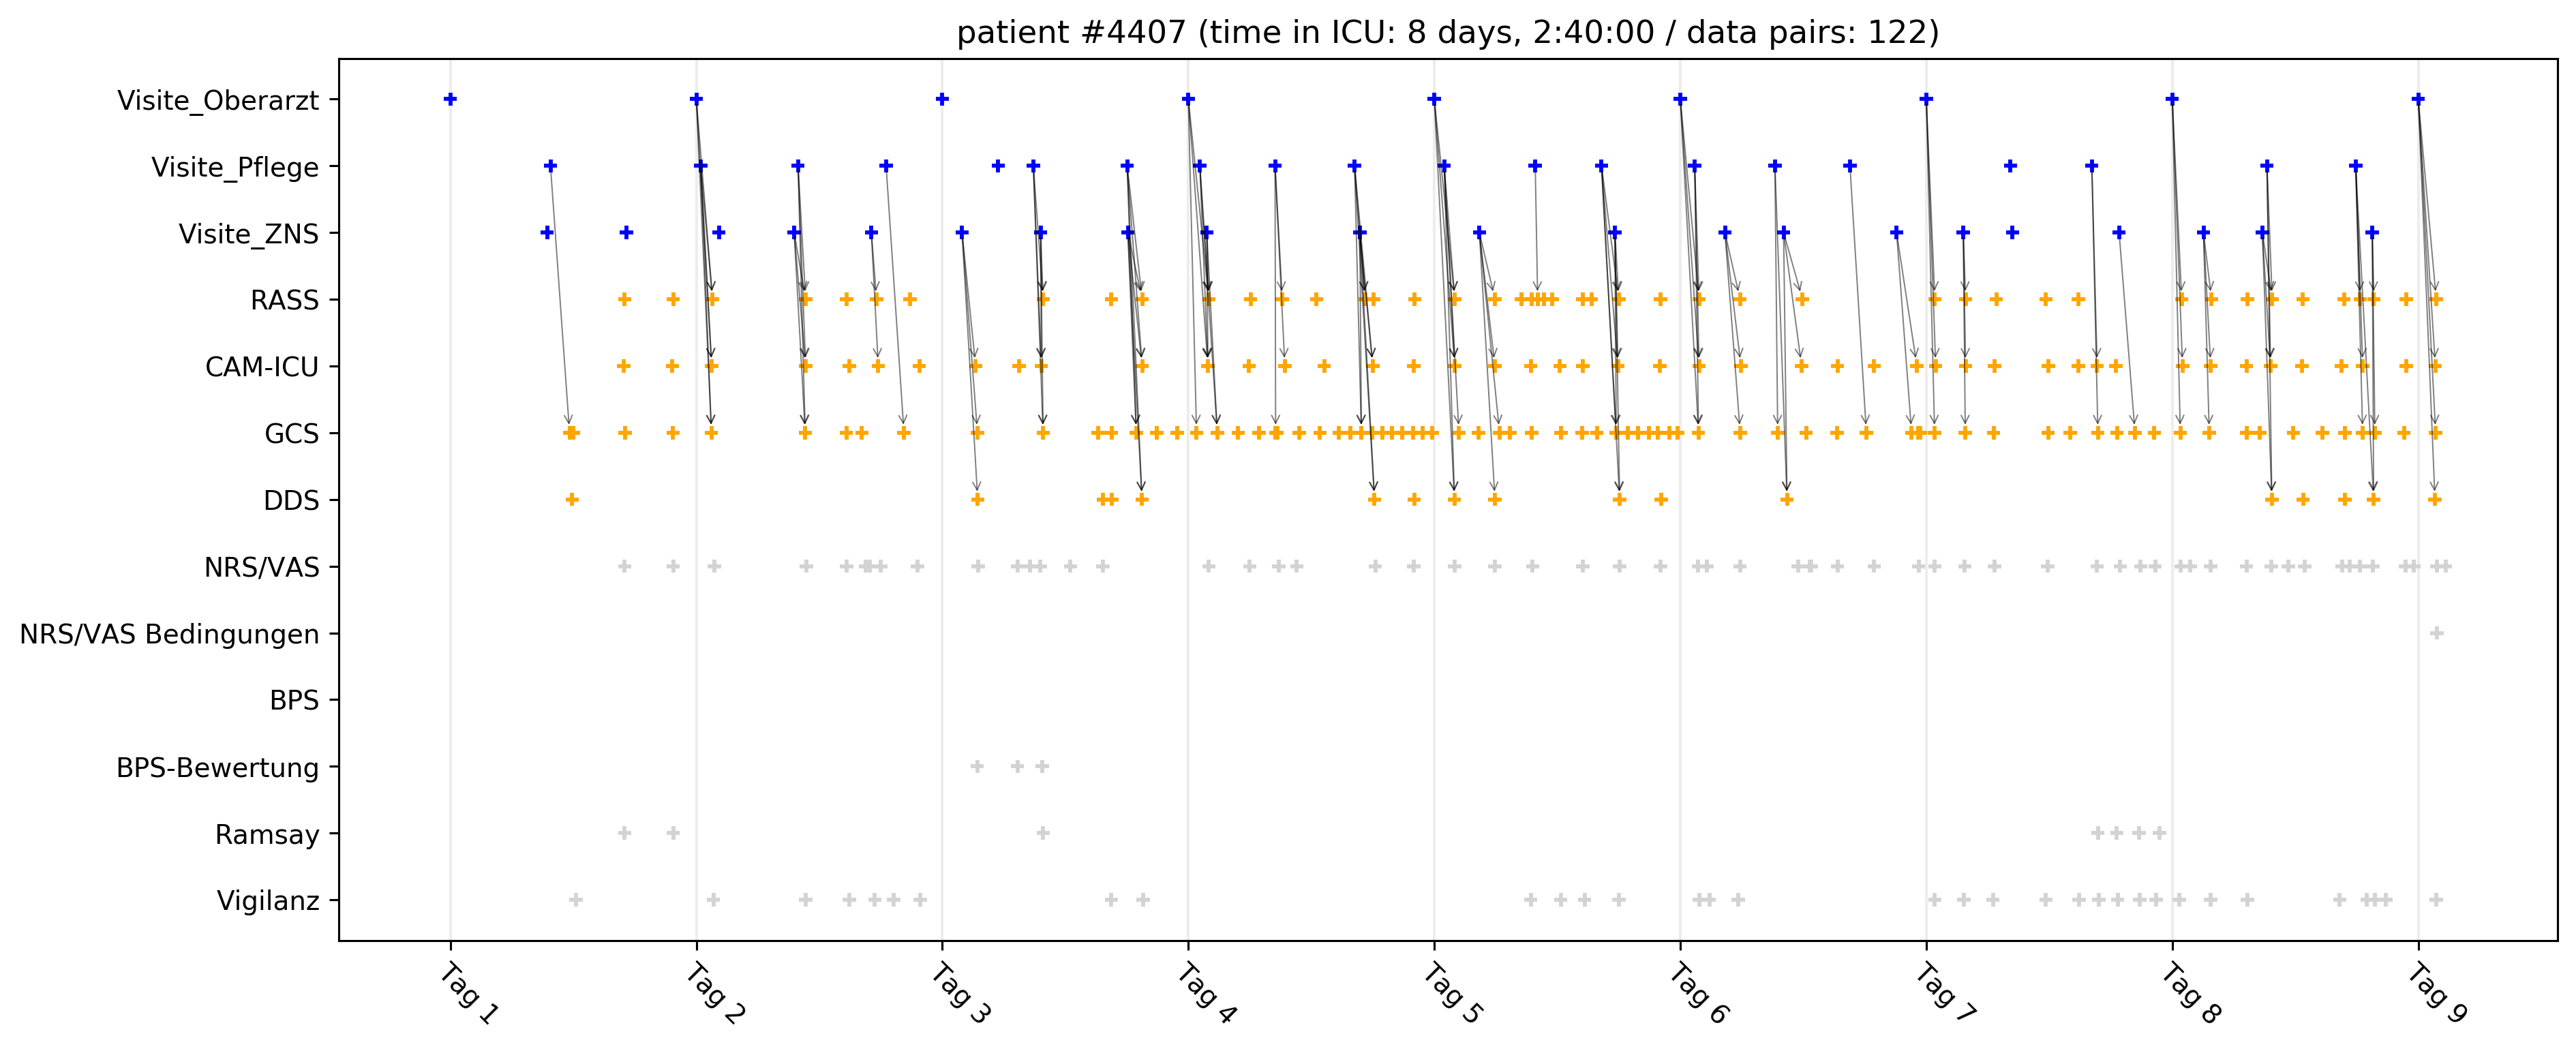 patient #4407 (time in ICU: 8 days, 2:40:00 / data pairs: 122)
Visite_Oberarzt
Visite_Pflege
Visite_ZNS
RASS
CAM-ICU
GCS
DDS
NRS/VAS
NRS/VAS Bedingungen
BPS
BPS-Bewertung
Ramsay
Vigilanz
Tag 1
Tag 2
Tag 3
Tag 4
Tag 5
Tag 6
Tag 7
Tag 8
Tag 9